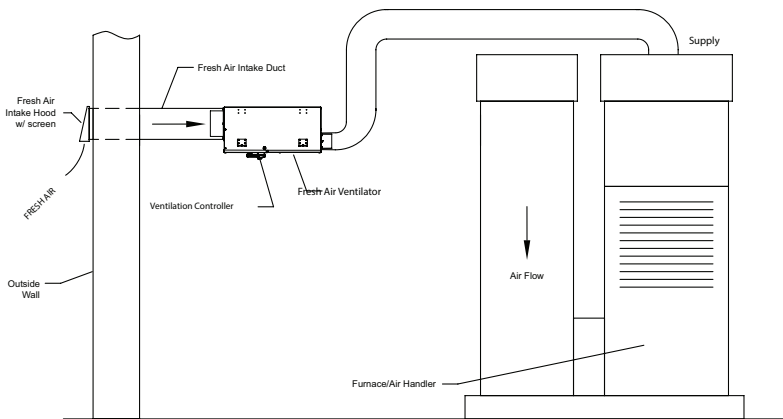 Supply
Fresh Air Intake Duct
Fresh Air
Intake Hood
w/ screen
FRESH AIR
Ventilation Controller
Fresh Air Ventilator
Outside
Wall
Air Flow
Furnace/Air Handler